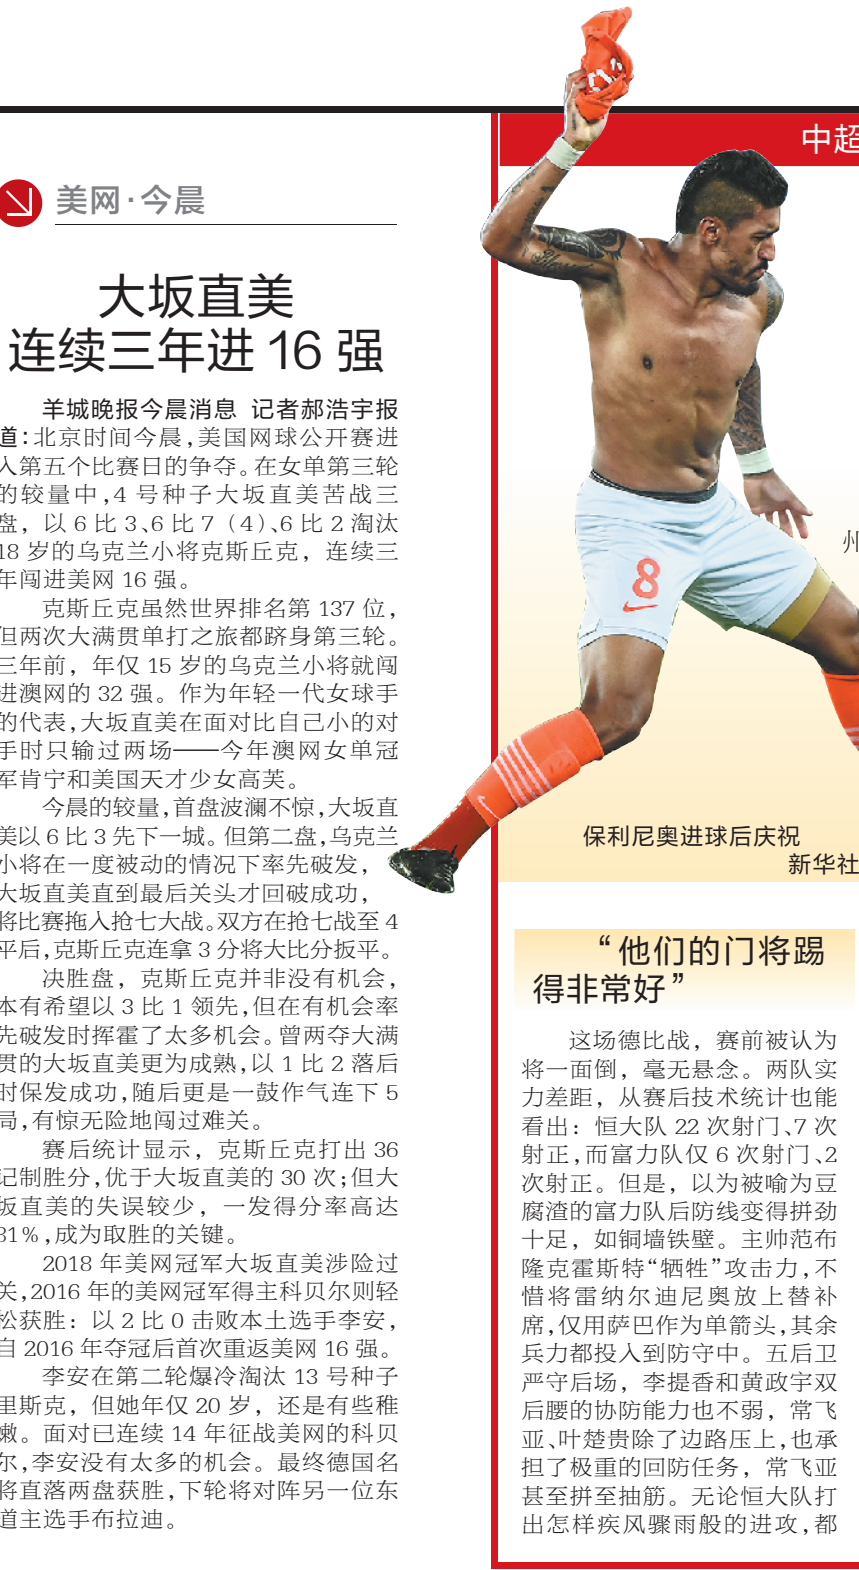 美网·今晨
大坂直美
连续三年进 16 强
羊城晚报今晨消息 记者郝浩宇报
道:北京时间今晨,美国网球公开赛进
入第五个比赛日的争夺。在女单第三轮
的较量中,4 号种子大坂直美苦战三
盘，以 6 比 3、6 比 7（4）、6 比 2 淘汰
18 岁的乌克兰小将克斯丘克，连续三
年闯进美网 16 强。
克斯丘克虽然世界排名第 137 位，
但两次大满贯单打之旅都跻身第三轮。
三年前，年仅 15 岁的乌克兰小将就闯
进澳网的 32 强。作为年轻一代女球手
的代表,大坂直美在面对比自己小的对
手时只输过两场——今年澳网女单冠
军肯宁和美国天才少女高芙。
今晨的较量,首盘波澜不惊,大坂直
美以 6 比 3 先下一城。但第二盘,乌克兰
小将在一度被动的情况下率先破发，
大坂直美直到最后关头才回破成功，
将比赛拖入抢七大战。双方在抢七战至 4
平后,克斯丘克连拿 3 分将大比分扳平。
决胜盘，克斯丘克并非没有机会，
本有希望以 3 比 1 领先,但在有机会率
先破发时挥霍了太多机会。曾两夺大满
贯的大坂直美更为成熟,以 1 比 2 落后
时保发成功,随后更是一鼓作气连下 5
局,有惊无险地闯过难关。
赛后统计显示，克斯丘克打出 36
记制胜分,优于大坂直美的 30 次;但大
坂直美的失误较少，一发得分率高达
81%,成为取胜的关键。
2018 年美网冠军大坂直美涉险过
关,2016 年的美网冠军得主科贝尔则轻
松获胜：以 2 比 0 击败本土选手李安，
自 2016 年夺冠后首次重返美网 16 强。
李安在第二轮爆冷淘汰 13 号种子
里斯克，但她年仅 20 岁，还是有些稚
嫩。面对已连续 14 年征战美网的科贝
尔,李安没有太多的机会。最终德国名
将直落两盘获胜,下轮将对阵另一位东
道主选手布拉迪。
中超
8
州
保利尼奥进球后庆祝
新华社
“他们的门将踢
得非常好”
这场德比战，赛前被认为
将一面倒，毫无悬念。两队实
力差距，从赛后技术统计也能
看出：恒大队 22 次射门、7 次
射正,而富力队仅 6 次射门、2
次射正。但是，以为被喻为豆
腐渣的富力队后防线变得拼劲
十足，如铜墙铁壁。主帅范布
隆克霍斯特“牺牲”攻击力,不
惜将雷纳尔迪尼奥放上替补
席,仅用萨巴作为单箭头,其余
兵力都投入到防守中。五后卫
严守后场，李提香和黄政宇双
后腰的协防能力也不弱，常飞
亚、叶楚贵除了边路压上,也承
担了极重的回防任务，常飞亚
甚至拼至抽筋。无论恒大队打
出怎样疾风骤雨般的进攻,都